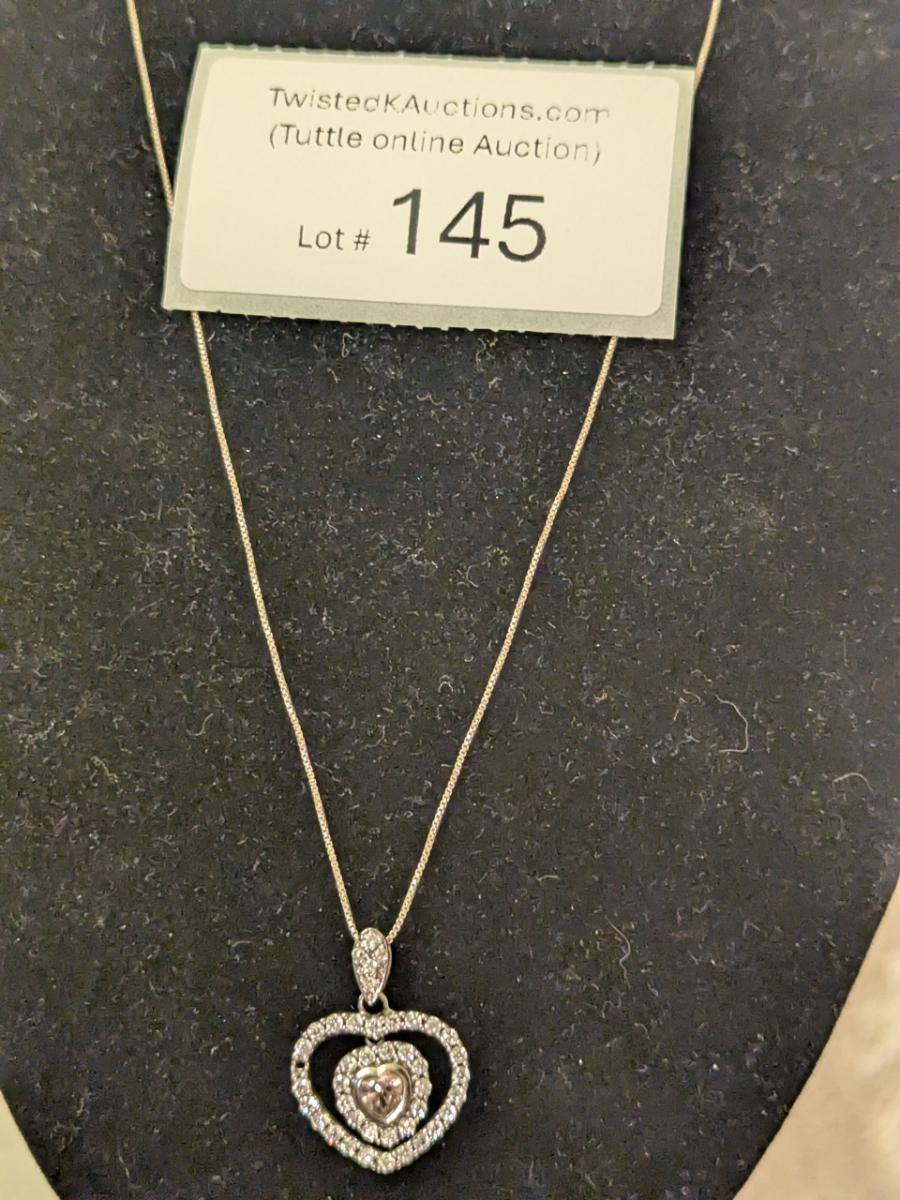 TwistedKAuctions.com
(Tuttle online Auction)
Lot # 145